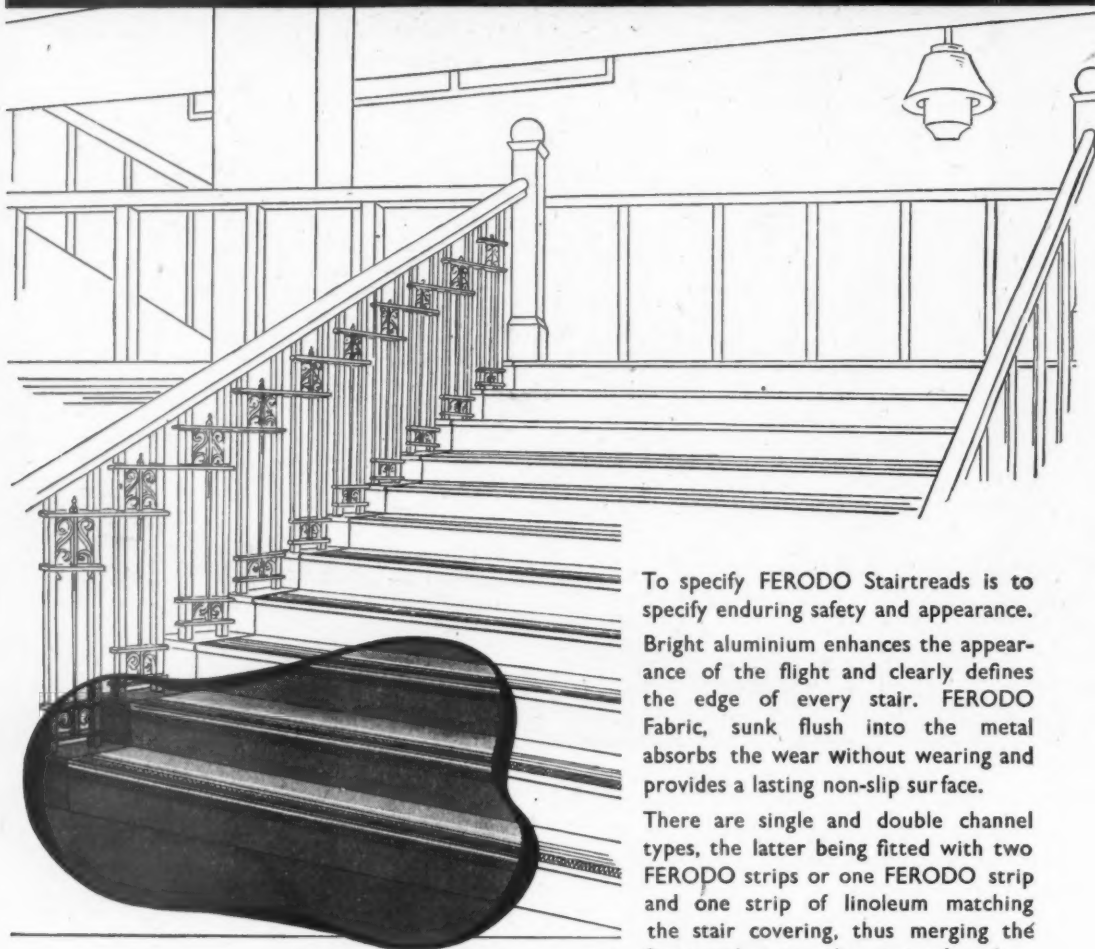 To specify FERODO Stairtreads is to
specify enduring safety and appearance.
Bright aluminium enhances the appear-
ance of the flight and clearly defines
the edge of every stair. FERODO
Fabric, sunk flush into the metal
absorbs the wear without wearing and
provides a lasting non-slip surface.
There are single and double channel
types, the latter being fitted with two
FERODO strips or one FERODO strip
and one strip of linoleum matching
the stair covering, thus merging the